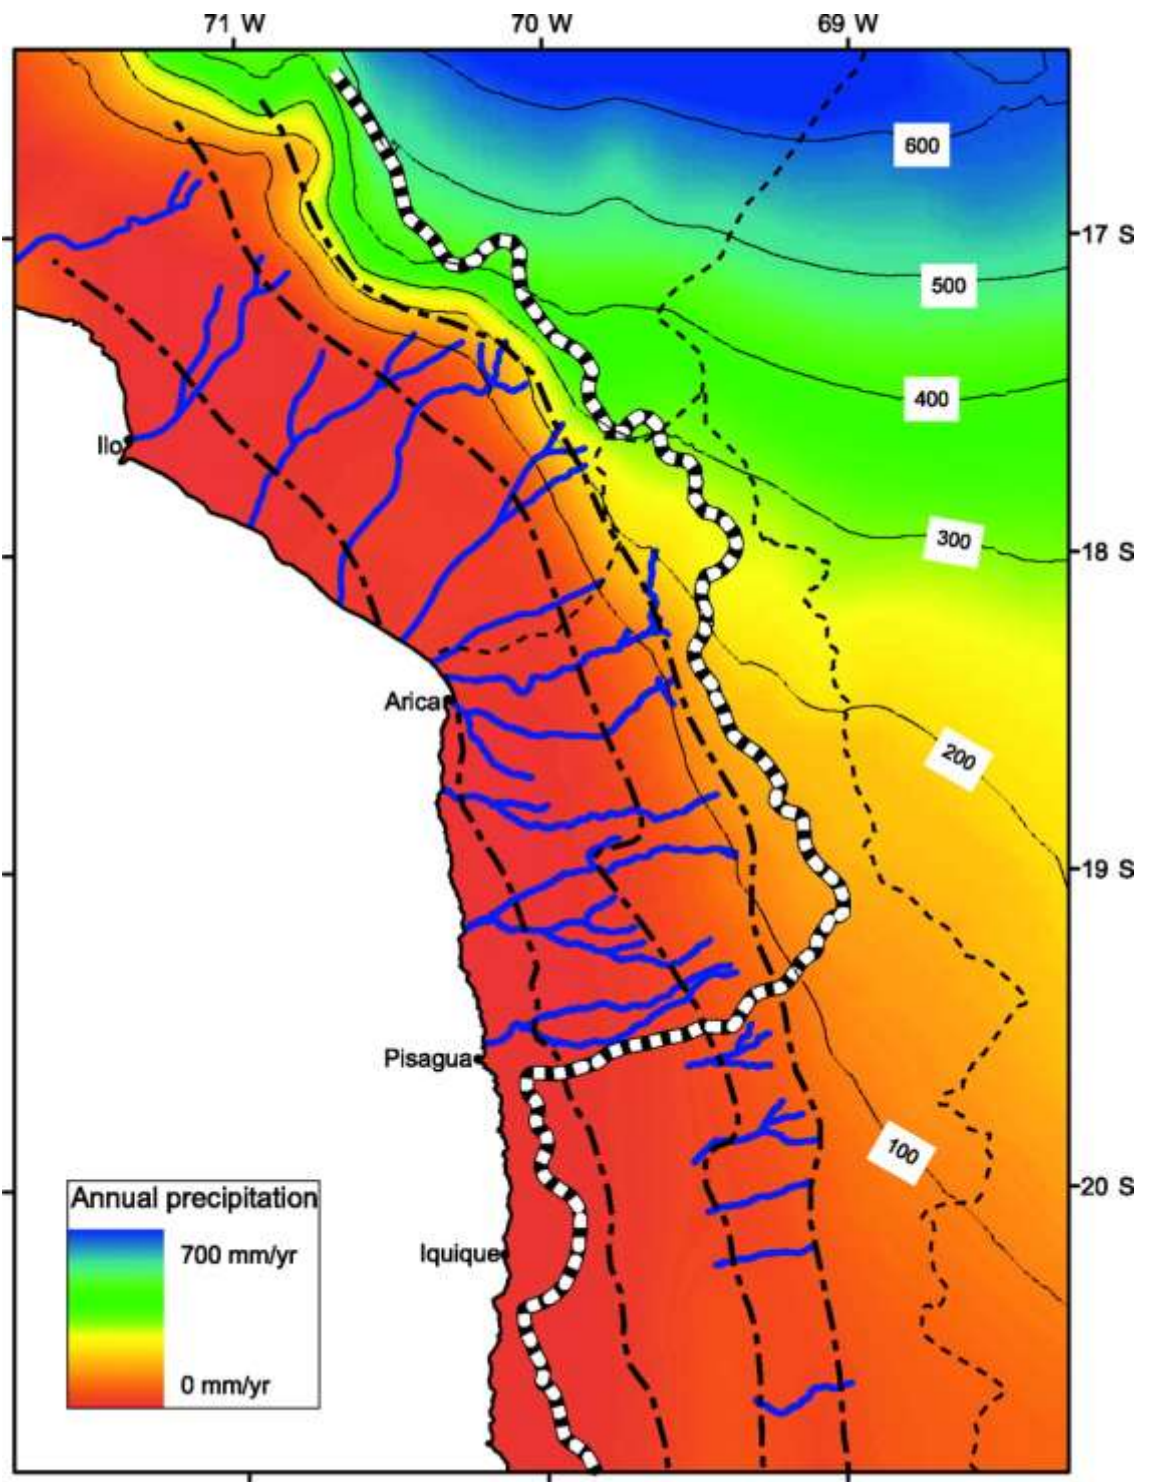 71 W
70 W
69 W
600
17 S
500
400
Ilo
300
18 S
Arica
200
19 S
Pisagua
100
20 S
Annual precipitation
700 mm/yr
Iquique
0 mm/yr